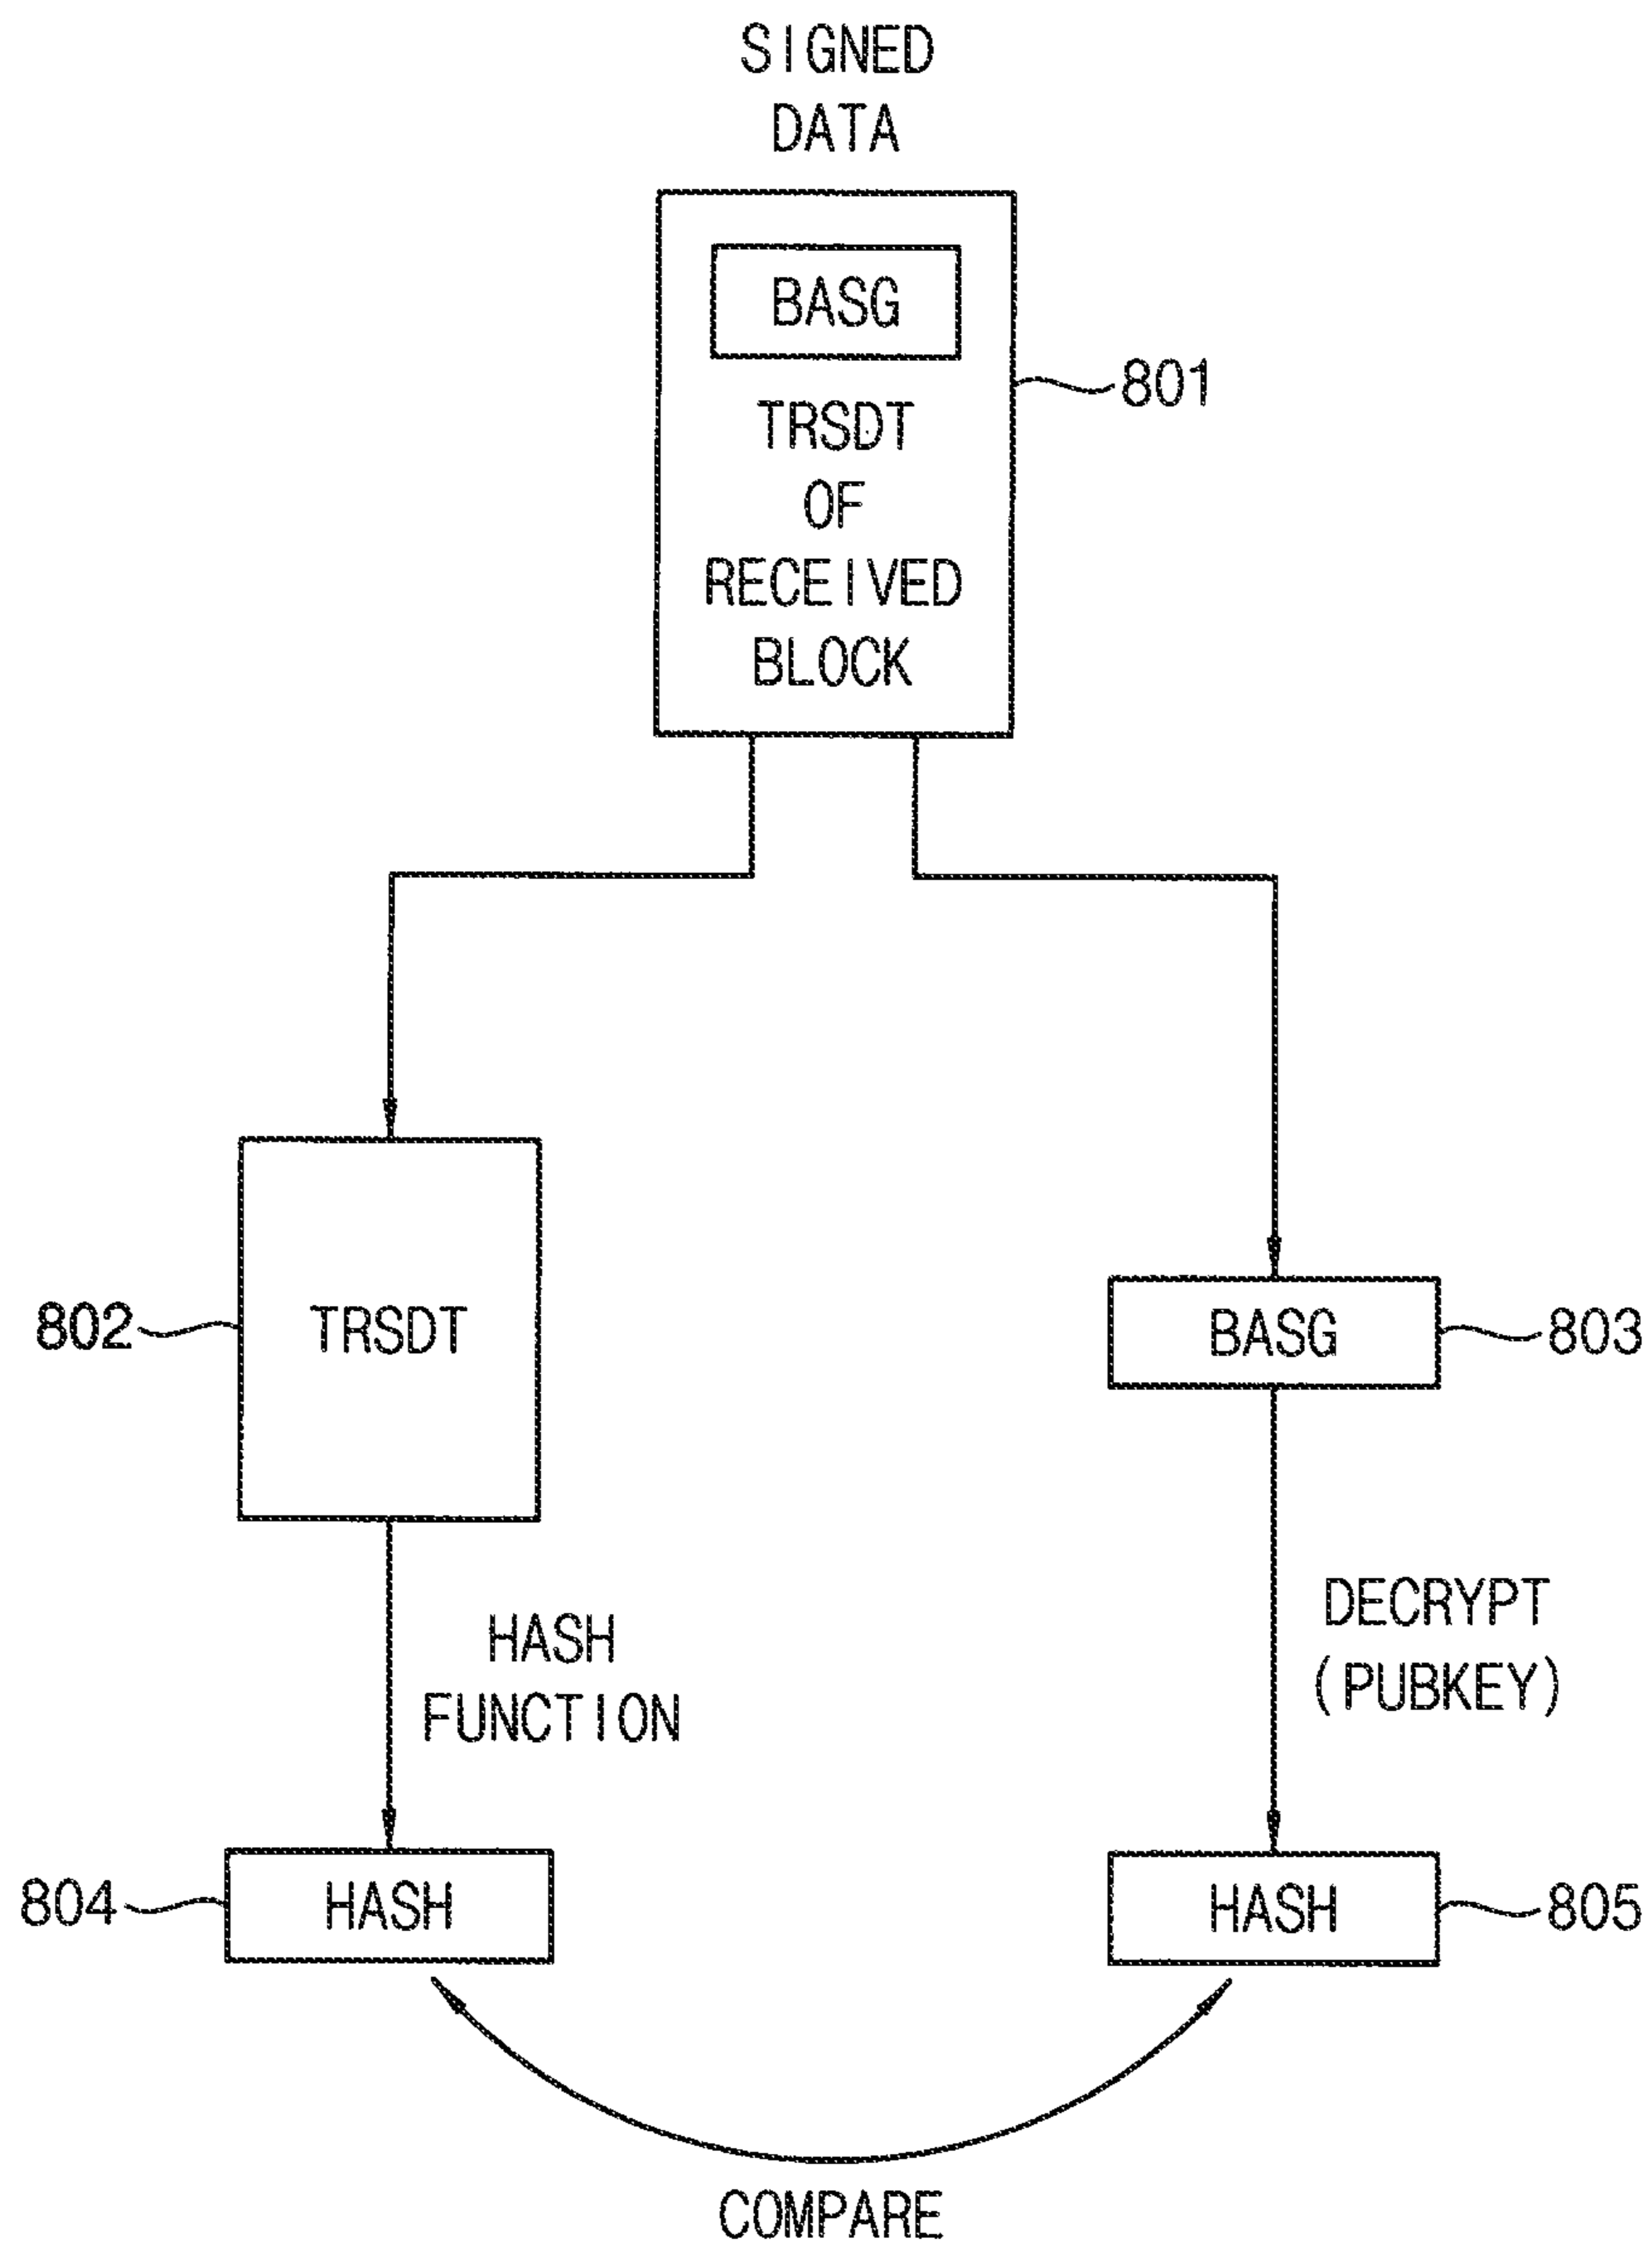 SIGNED
DATA
BASG
801
TRSDT
OF
RECEIVED
BLOCK
802
TRSDT
BASG
803
HASH
FUNCTION
DECRYPT
(PUBKEY)
804
HASH
HASH
805
COMPARE